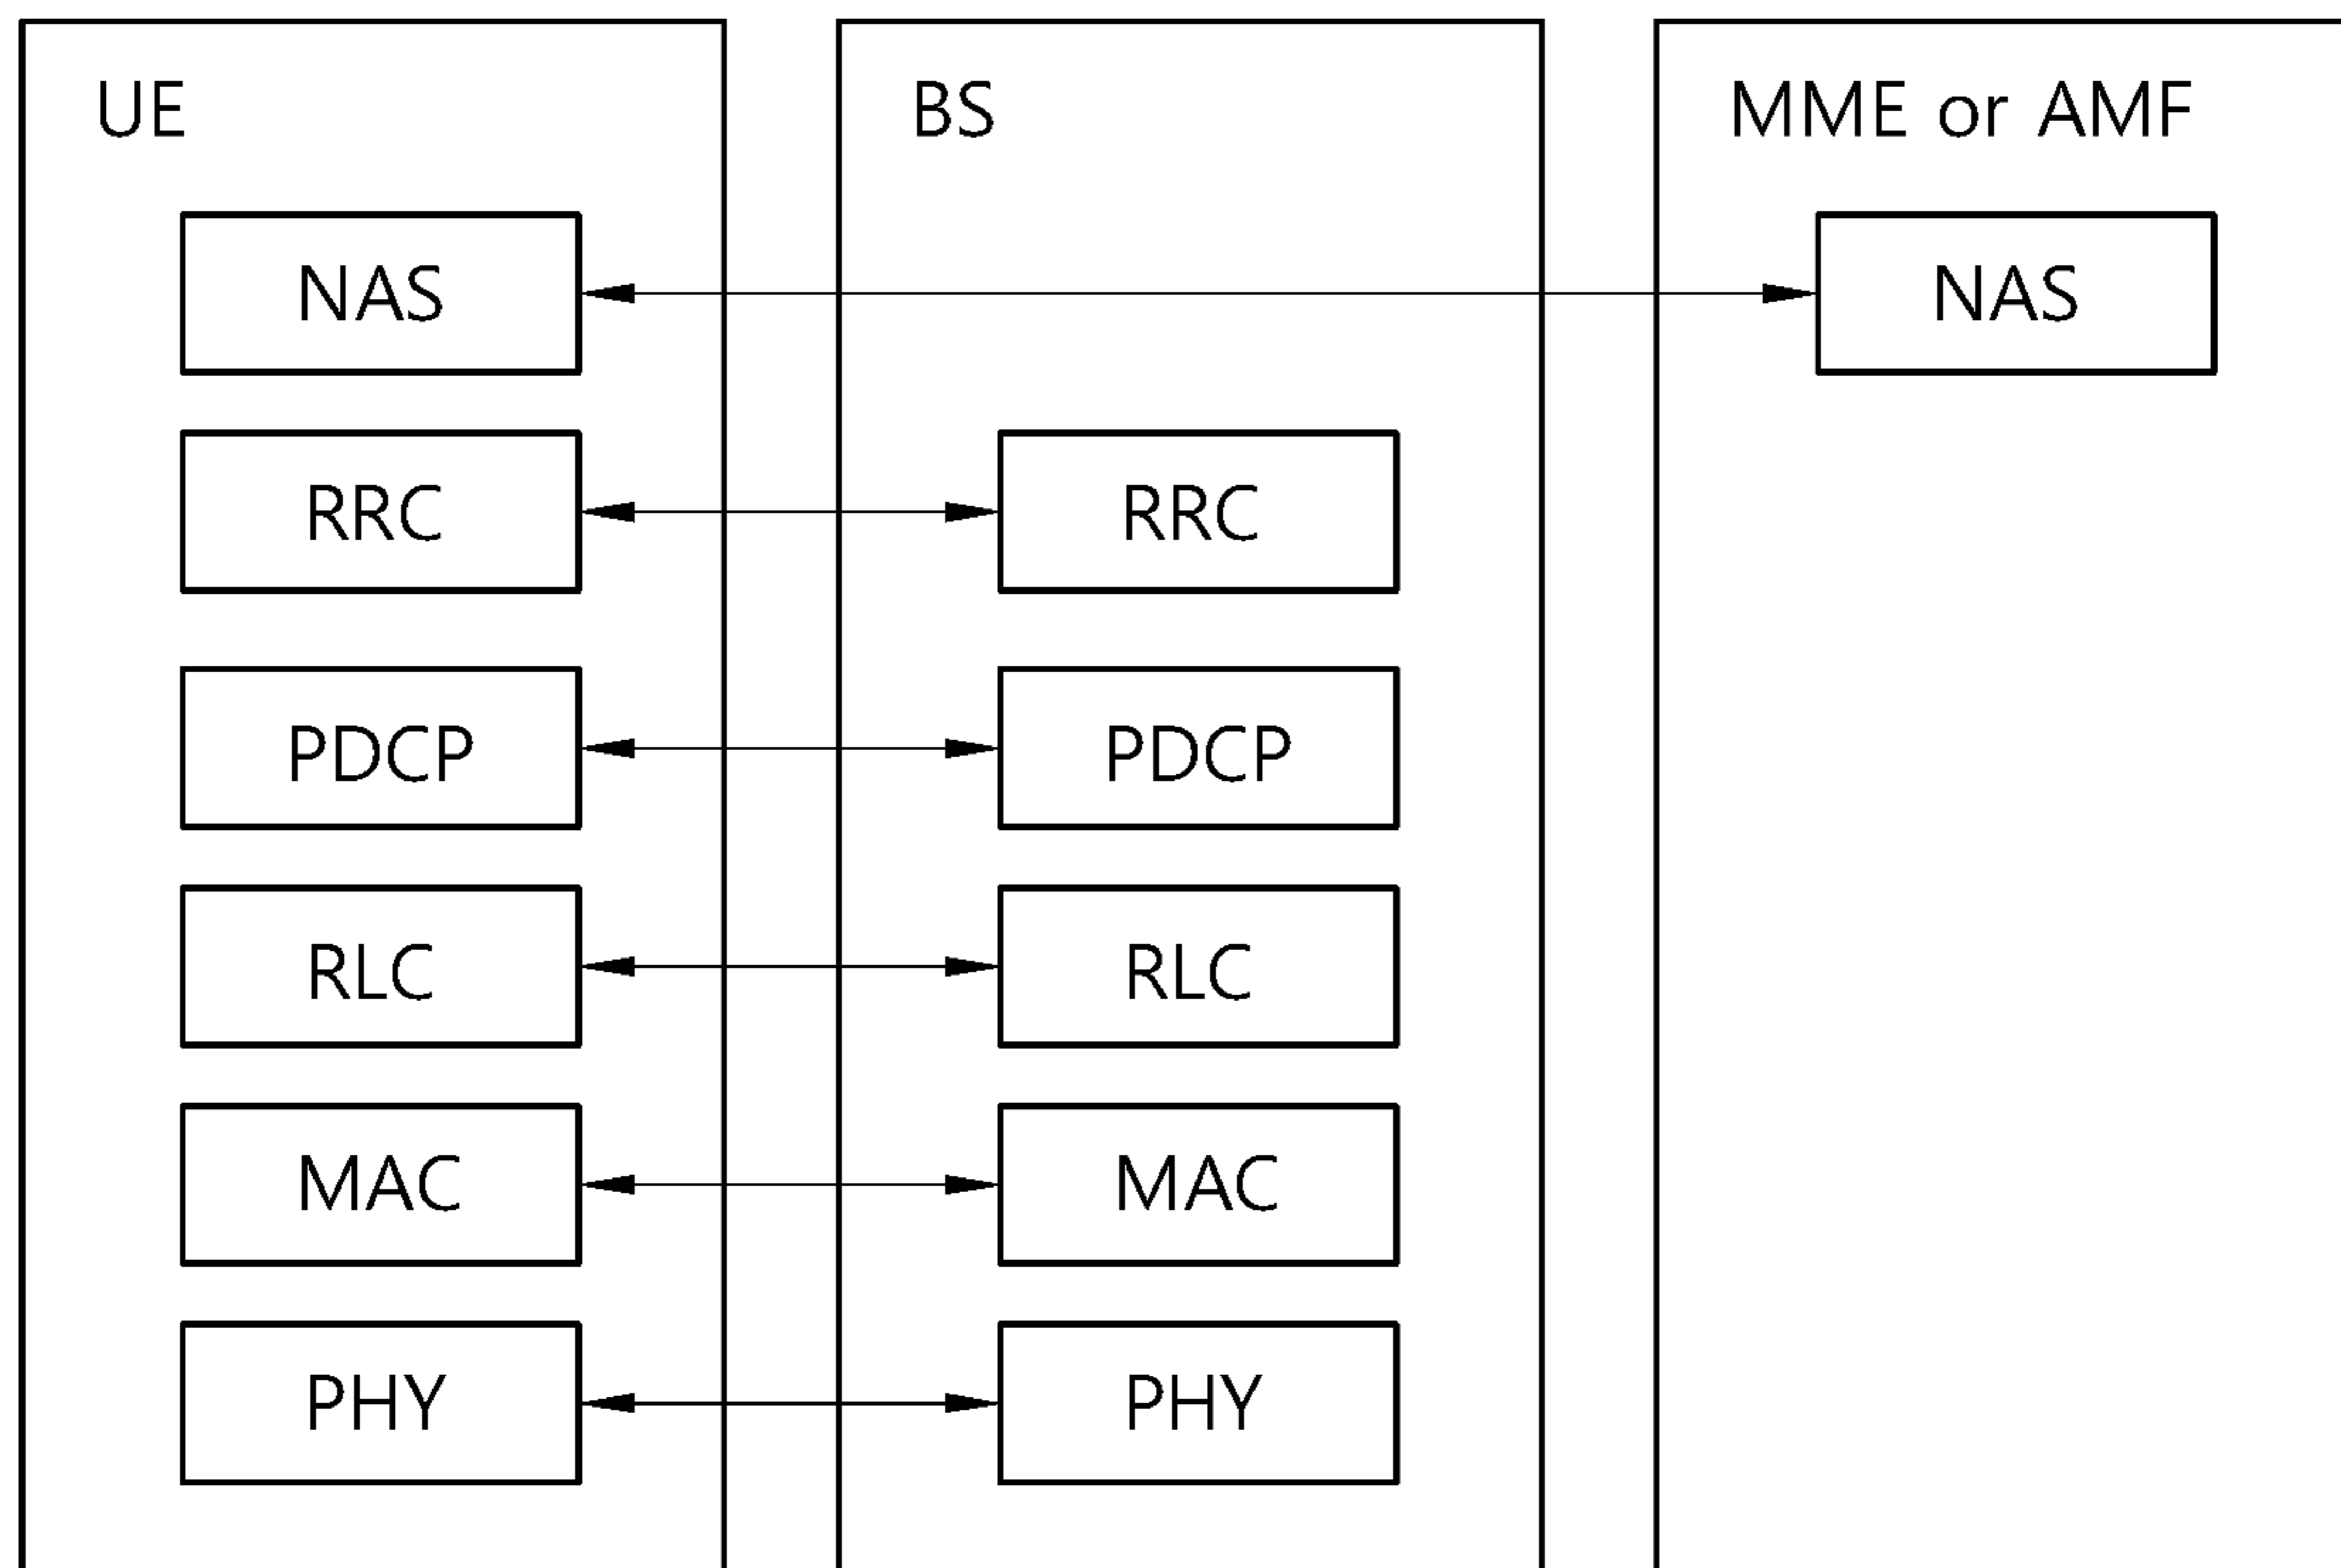 UE
BS
MME or AMF
NAS
NAS
RRC
RRC
PDCP
PDCP
RLC
RLC
MAC
MAC
PHY
PHY